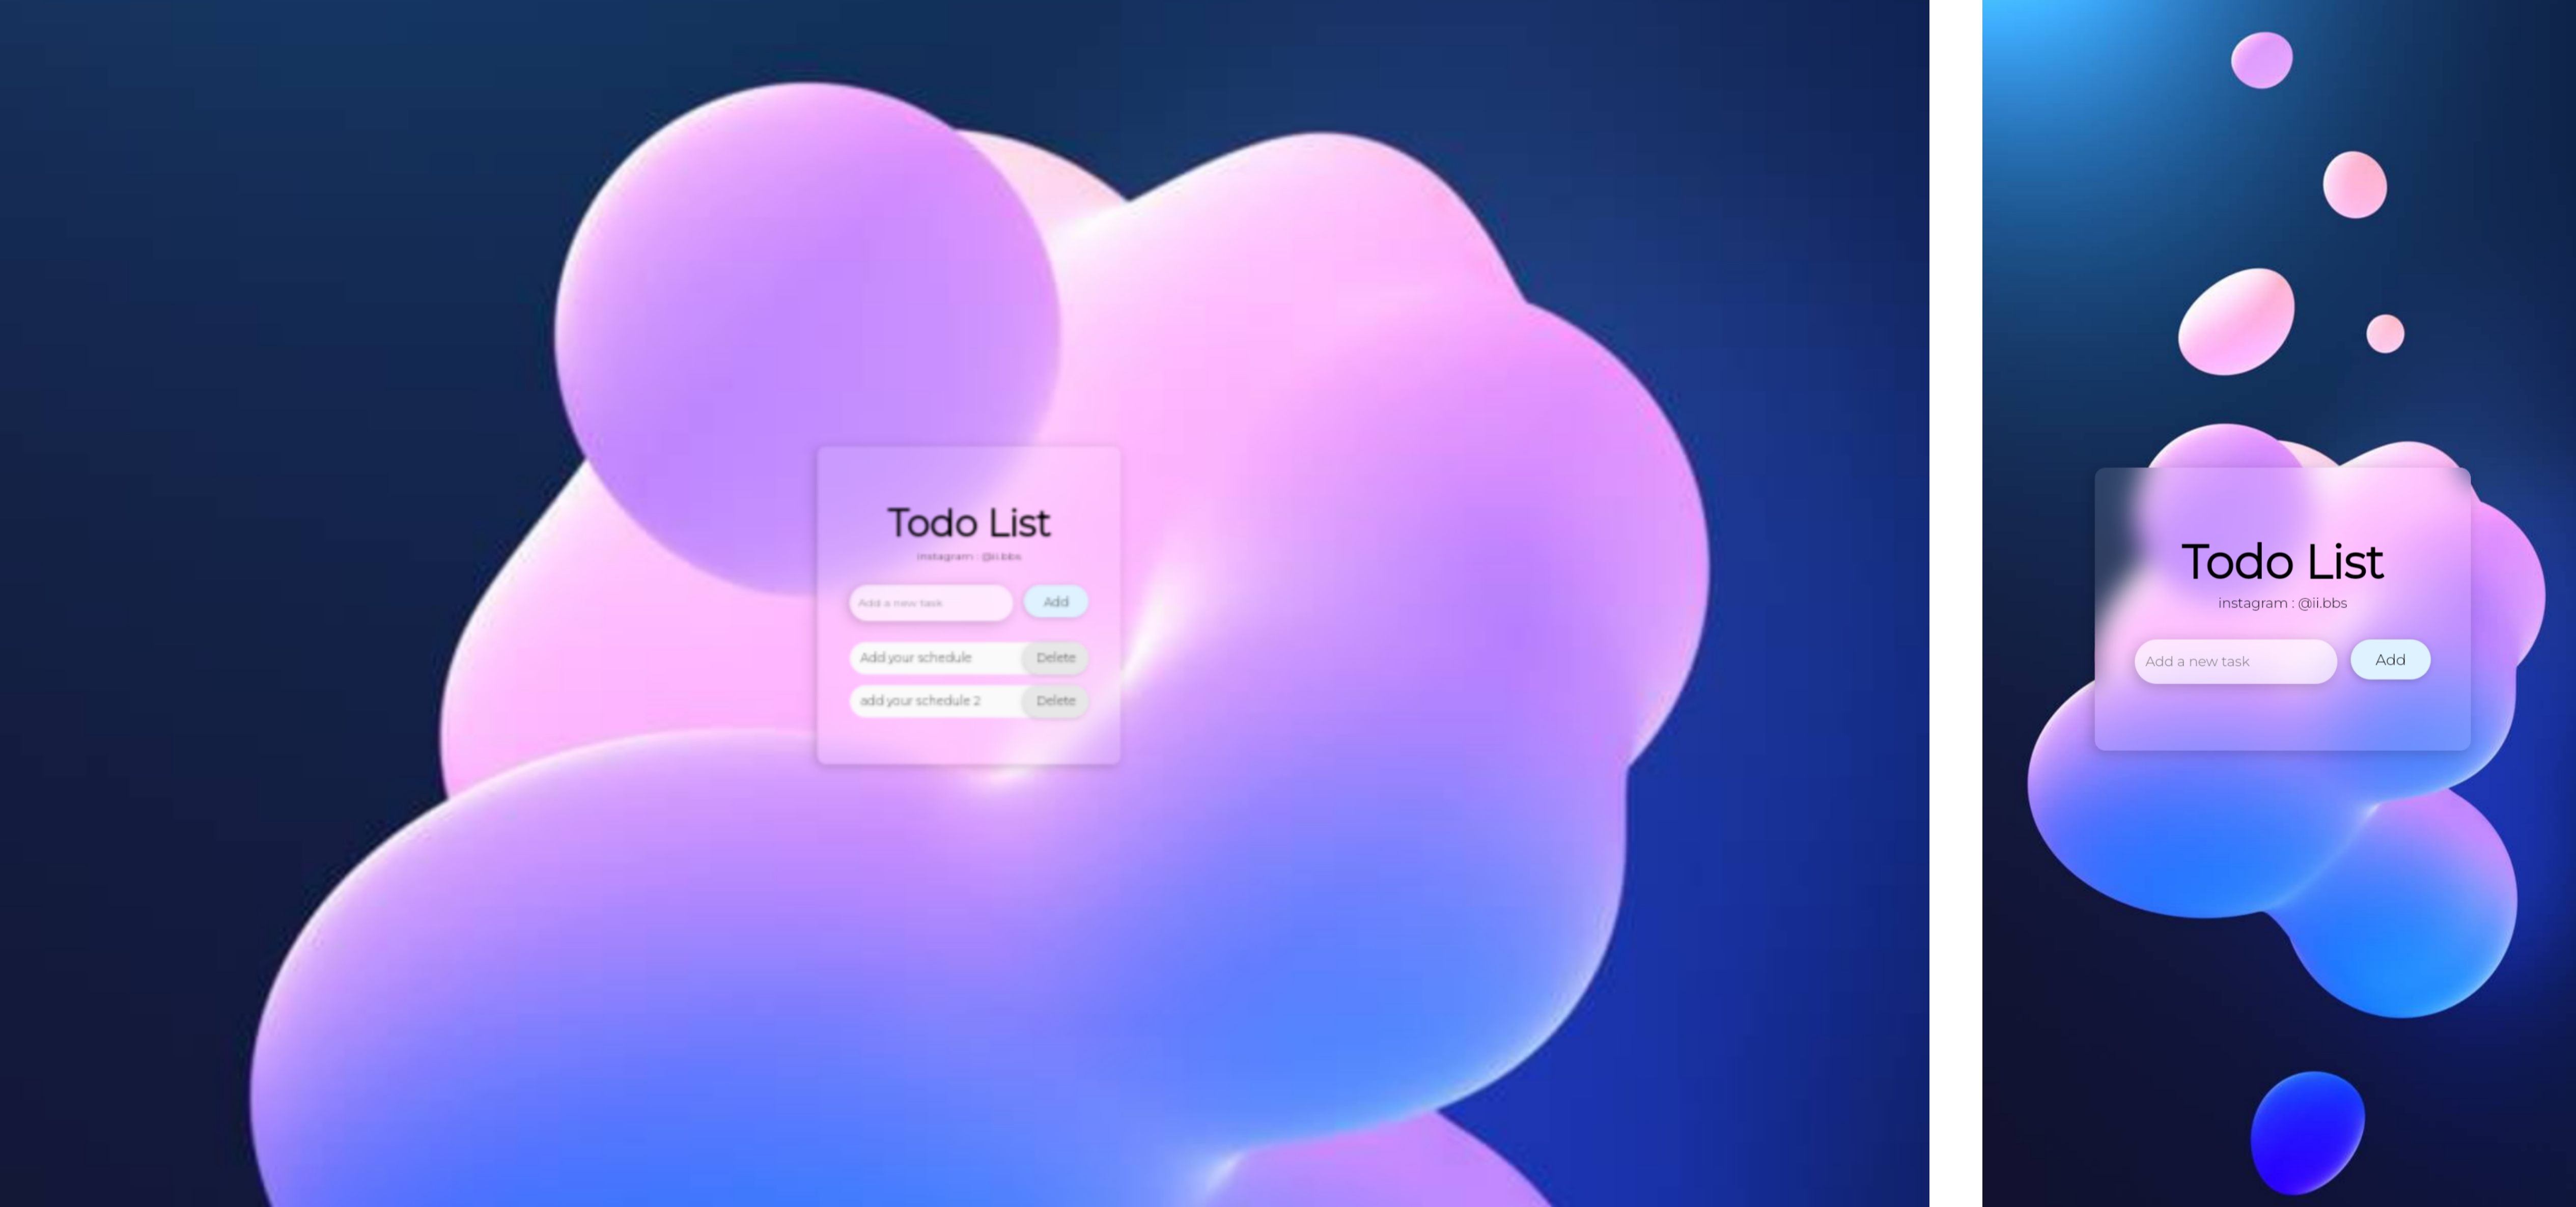 Todo List
instagram : @ii.bbs
Add a new task
Add
Add your schedule
Delete
add your schedule 2
Delete
Todo List
instagram : @ii.bbs
Add a new task
Add